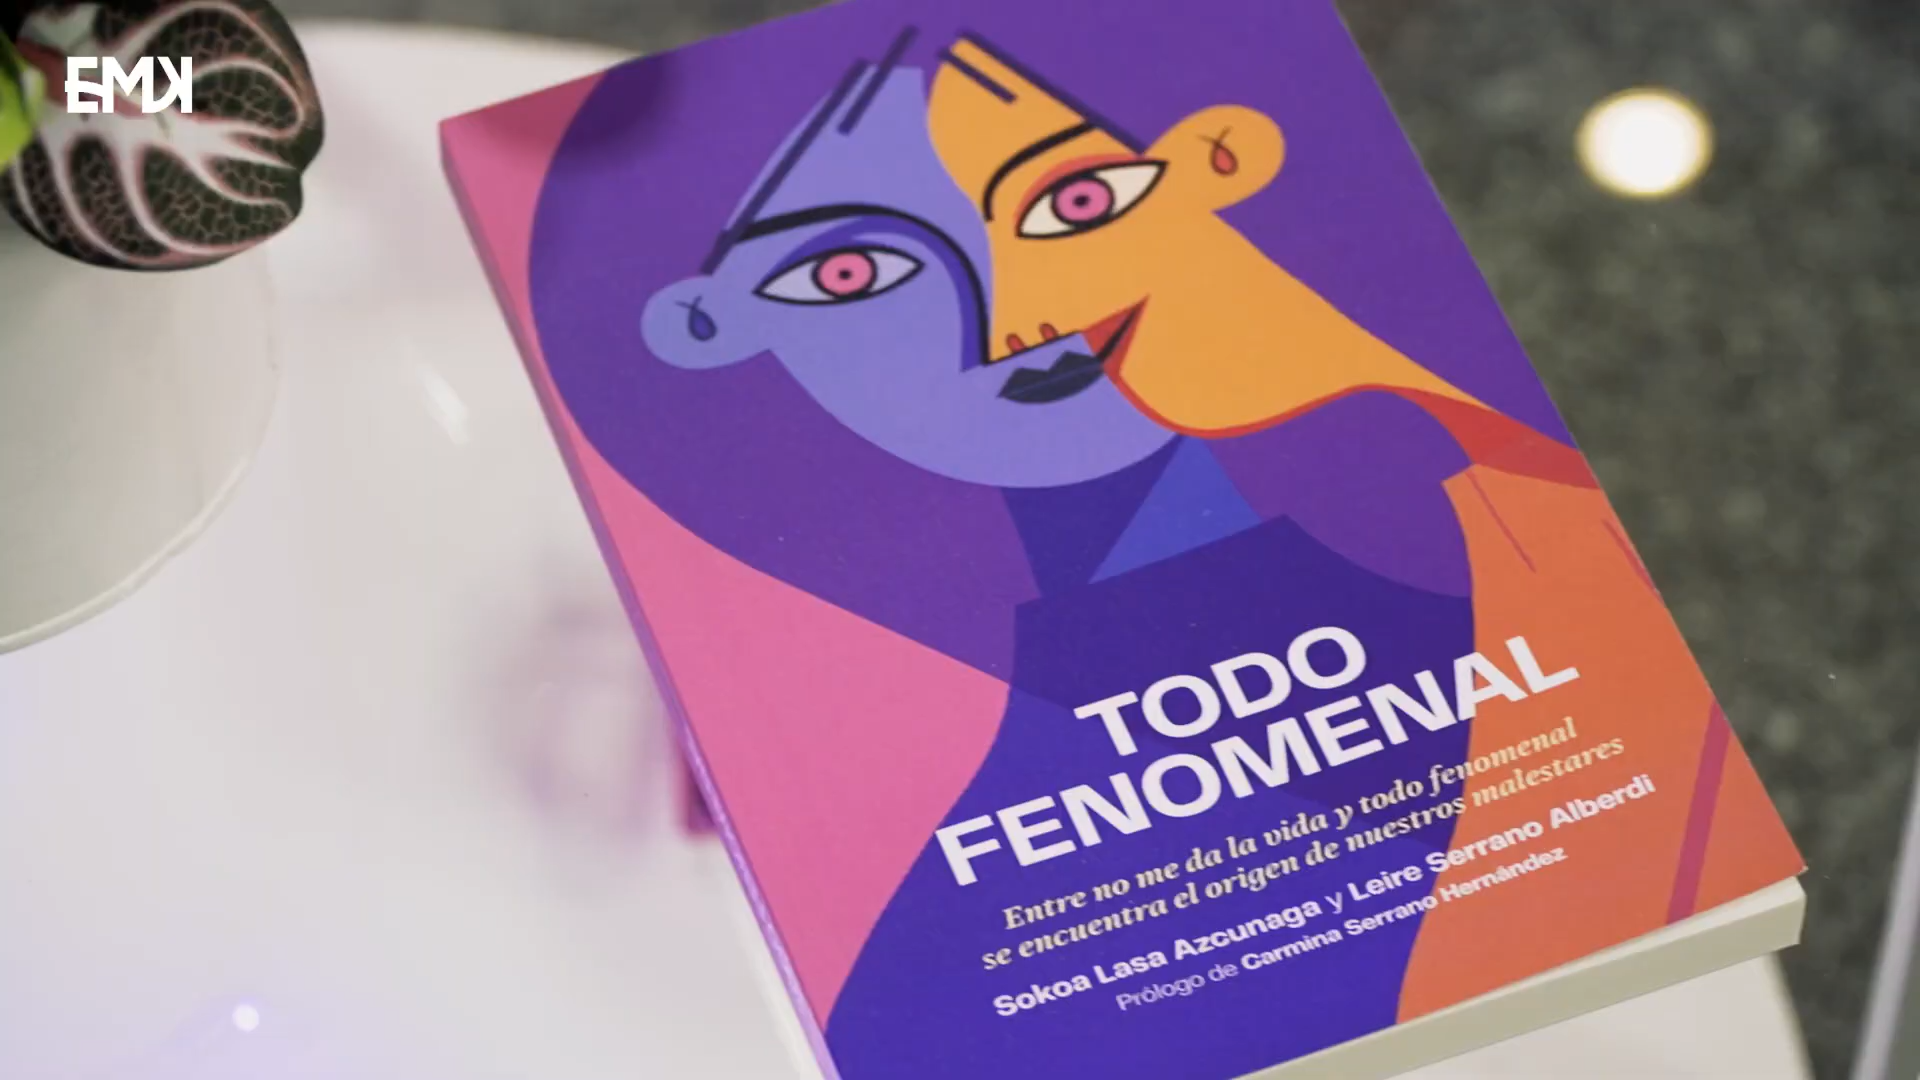 EMK
TODO
FENOMENAL
Entre no me da la vida y todo fenomenal
se encuentra el origen de nuestros malestares
Sokoa Lasa Azcunaga y Leire Serrano Alberdi
Prólogo de Carmina Serrano Hernández